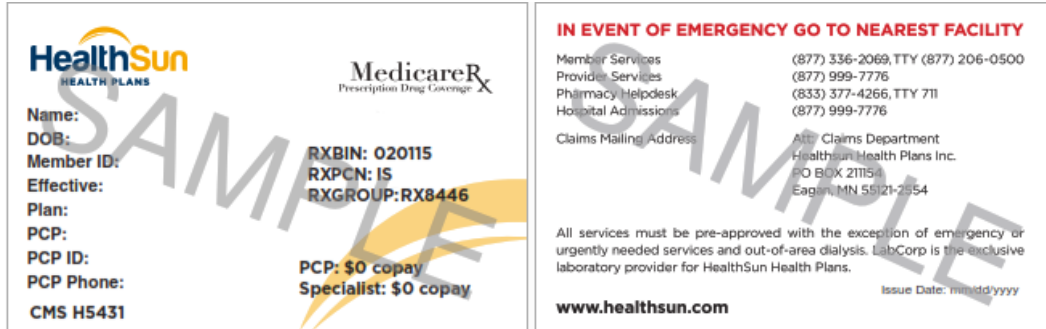 HealthSun
HEALTH PLANS
MedicareRx
Prescription Drug Coverage
Name:
DOB:
Member ID:
Effective:
Plan:
PCP:
PCP ID:
PCP Phone:
CMS H5431
RXBIN: 020115
RXPCN: IS
RXGROUP:RX8446
PCP: $0 copay
Specialist: $0 copay
SAMPLE
IN EVENT OF EMERGENCY GO TO NEAREST FACILITY
Member Services (877) 336-2069, TTY (877) 206-0500
Provider Services (877) 999-7776
Pharmacy Helpdesk (833) 377-4266, TTY 711
Hospital Admissions (877) 999-7776
Claims Mailing Address Att: Claims Department
Healthsun Health Plans Inc.
PO BOX 211154
Eagan, MN 55121-2554
All services must be pre-approved with the exception of emergency or
urgently needed services and out-of-area dialysis. LabCorp is the exclusive
laboratory provider for HealthSun Health Plans.
Issue Date: mm/dd/yyyy
www.healthsun.com
SAMPLE